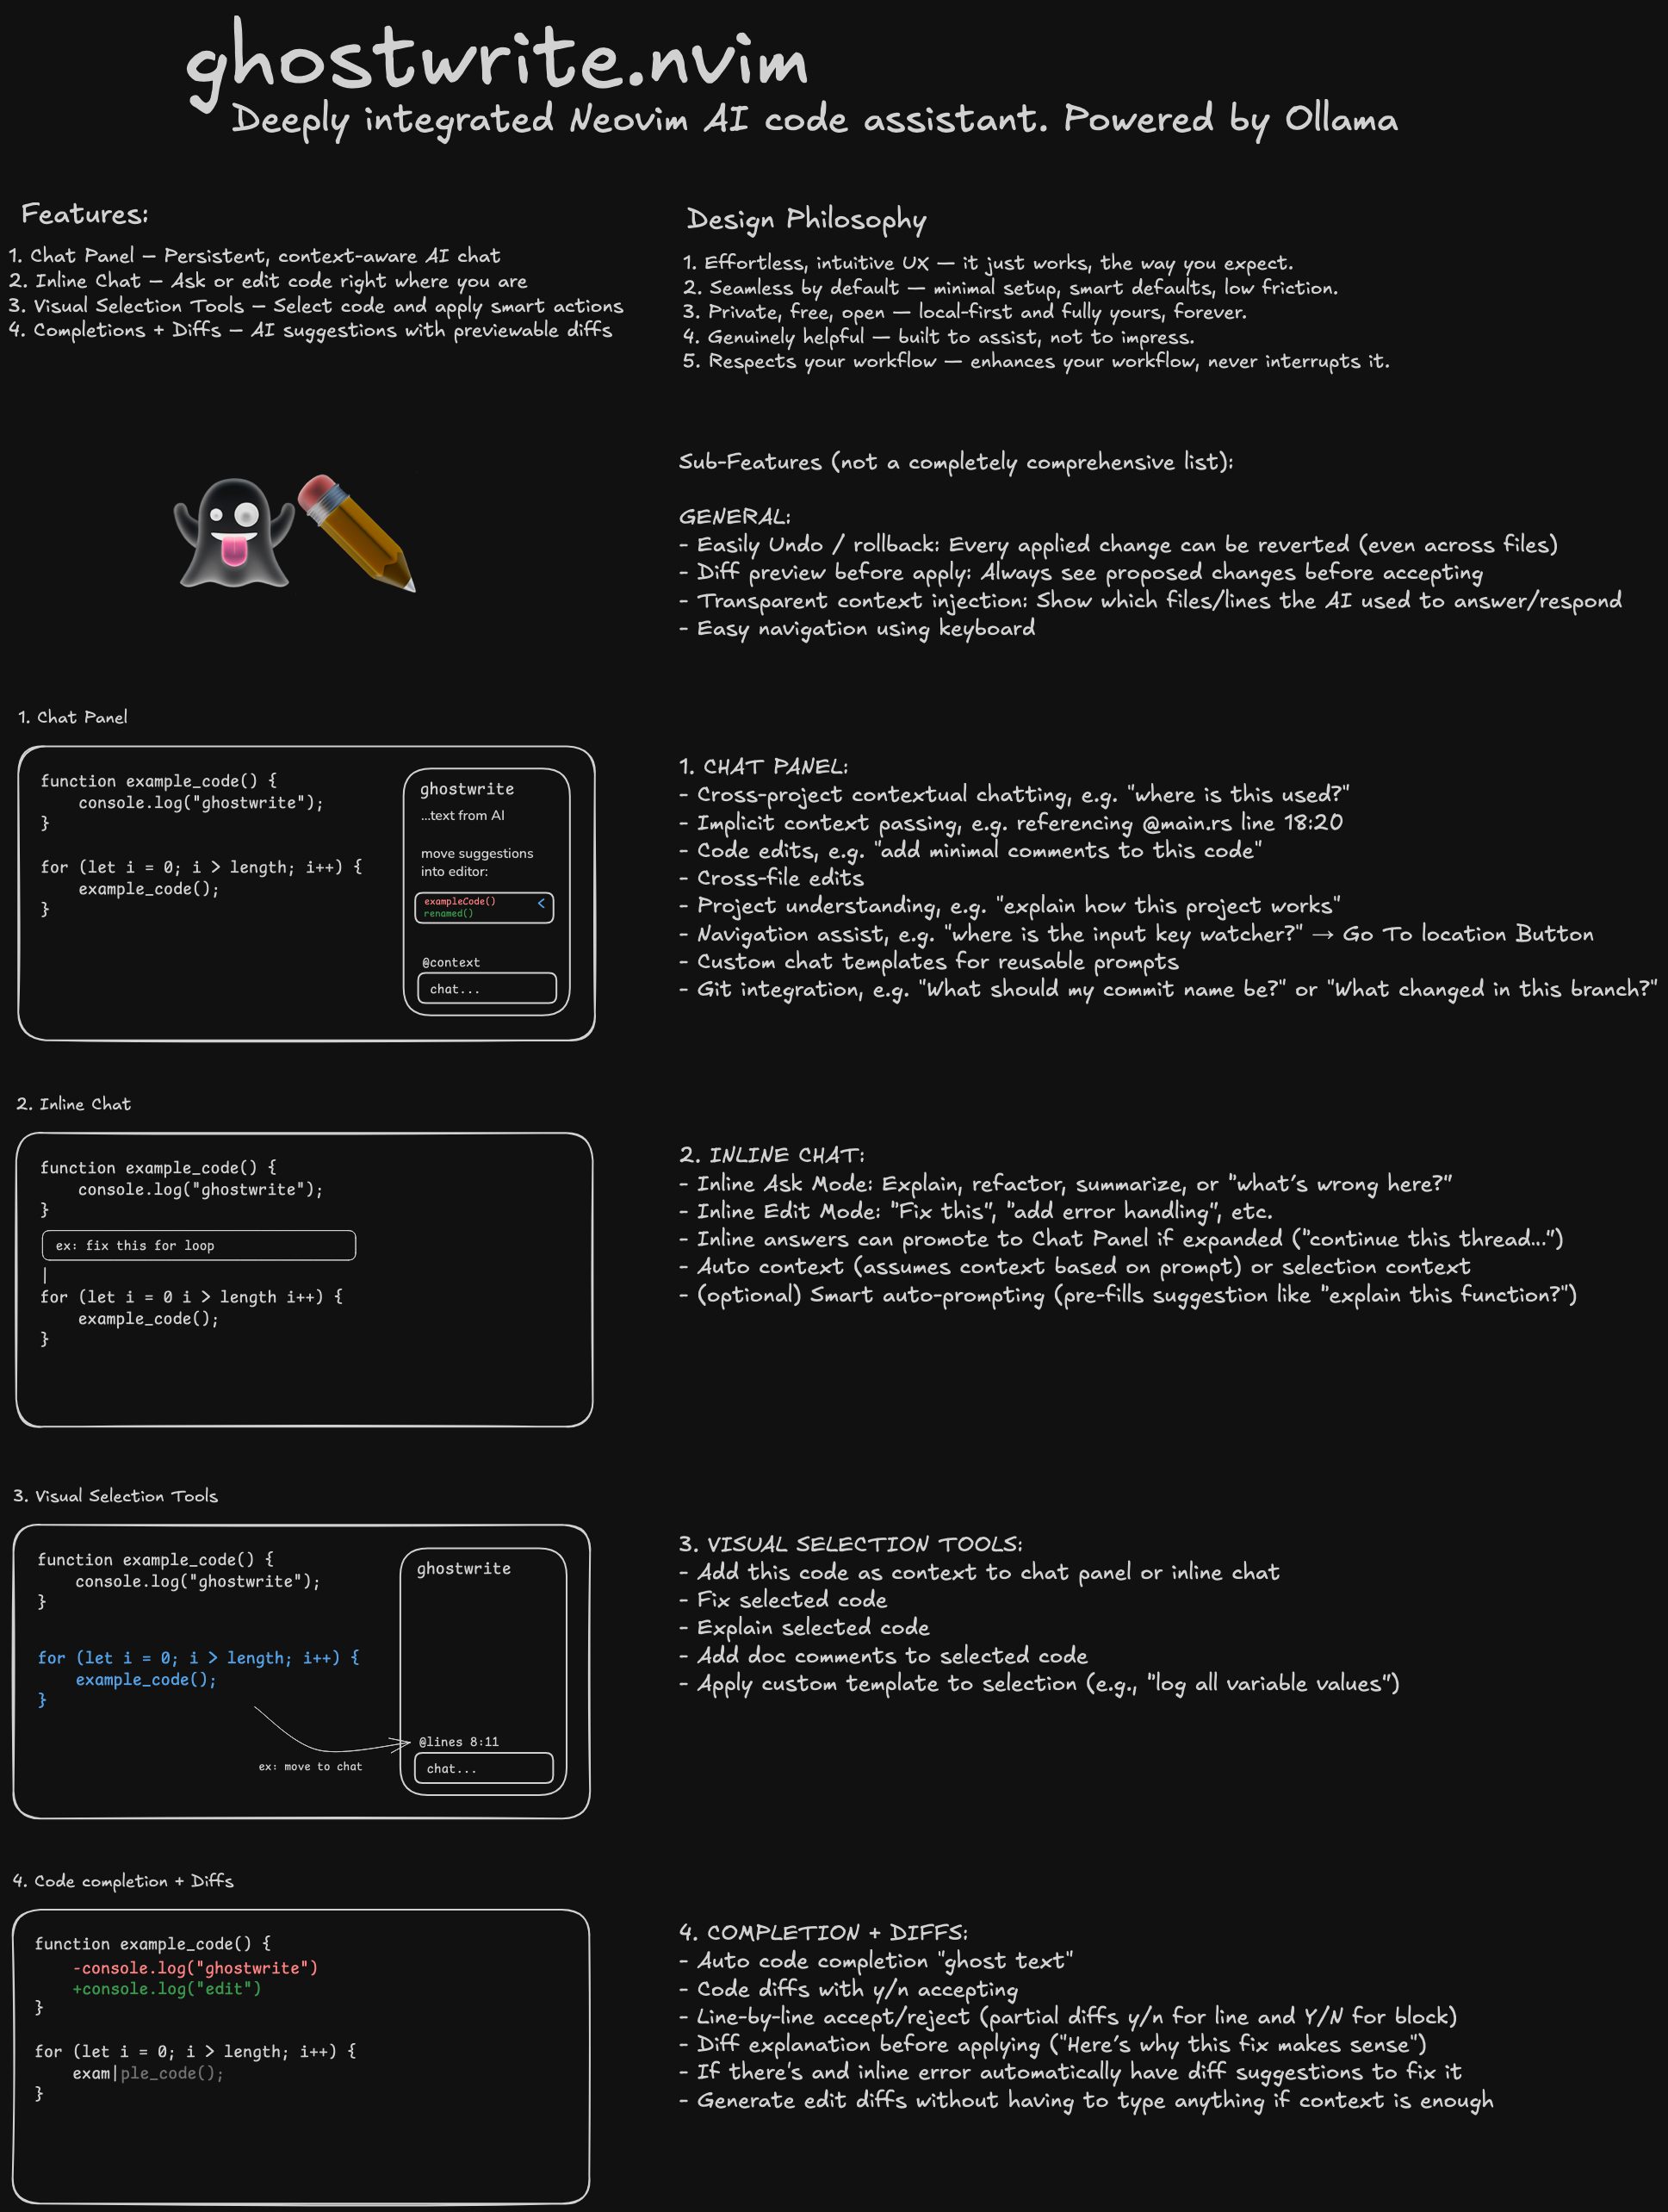 ghostwrite.nvim
Deeply integrated Neovim AI code assistant. Powered by Ollama
Features:
1. Chat Panel — Persistent, context-aware AI chat
2. Inline Chat — Ask or edit code right where you are
3. Visual Selection Tools — Select code and apply smart actions
4. Completions + Diffs — AI suggestions with previewable diffs
Design Philosophy
1. Effortless, intuitive UX — it just works, the way you expect.
2. Seamless by default — minimal setup, smart defaults, low friction.
3. Private, free, open — local-first and fully yours, forever.
4. Genuinely helpful — built to assist, not to impress.
5. Respects your workflow — enhances your workflow, never interrupts it.
Sub-Features (not a completely comprehensive list):
GENERAL:
- Easily Undo / rollback: Every applied change can be reverted (even across files)
- Diff preview before apply: Always see proposed changes before accepting
- Transparent context injection: Show which files/lines the AI used to answer/respond
- Easy navigation using keyboard
1. Chat Panel
function example_code() {
    console.log("ghostwrite");
}
for (let i = 0; i > length; i++) {
    example_code();
}
ghostwrite
...text from AI
move suggestions
into editor:
exampleCode() <
renamed()
@context
chat...
1. CHAT PANEL:
- Cross-project contextual chatting, e.g. "where is this used?"
- Implicit context passing, e.g. referencing @main.rs line 18:20
- Code edits, e.g. "add minimal comments to this code"
- Cross-file edits
- Project understanding, e.g. "explain how this project works"
- Navigation assist, e.g. "where is the input key watcher?" → Go To location Button
- Custom chat templates for reusable prompts
- Git integration, e.g. "What should my commit name be?" or "What changed in this branch?"
2. Inline Chat
function example_code() {
    console.log("ghostwrite");
}
ex: fix this for loop
|
for (let i = 0 i > length i++) {
    example_code();
}
2. INLINE CHAT:
- Inline Ask Mode: Explain, refactor, summarize, or "what's wrong here?"
- Inline Edit Mode: "Fix this", "add error handling", etc.
- Inline answers can promote to Chat Panel if expanded ("continue this thread...")
- Auto context (assumes context based on prompt) or selection context
- (optional) Smart auto-prompting (pre-fills suggestion like "explain this function?")
3. Visual Selection Tools
function example_code() {
    console.log("ghostwrite");
}
for (let i = 0; i > length; i++) {
    example_code();
}
ex: move to chat
ghostwrite
@lines 8:11
chat...
3. VISUAL SELECTION TOOLS:
- Add this code as context to chat panel or inline chat
- Fix selected code
- Explain selected code
- Add doc comments to selected code
- Apply custom template to selection (e.g., "log all variable values")
4. Code completion + Diffs
function example_code() {
    -console.log("ghostwrite")
    +console.log("edit")
}
for (let i = 0; i > length; i++) {
    exam|ple_code();
}
4. COMPLETION + DIFFS:
- Auto code completion "ghost text"
- Code diffs with y/n accepting
- Line-by-line accept/reject (partial diffs y/n for line and Y/N for block)
- Diff explanation before applying ("Here's why this fix makes sense")
- If there's and inline error automatically have diff suggestions to fix it
- Generate edit diffs without having to type anything if context is enough